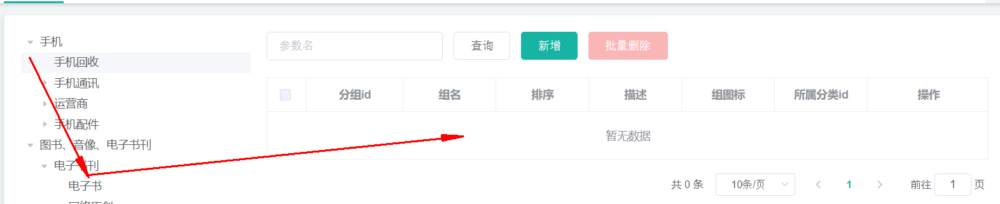 手机
手机回收
手机通讯
运营商
手机配件
图书、音像、电子书刊
电子书刊
电子书
参数名 查询 新增 批量删除
分组id 组名 排序 描述 组图标 所属分类id 操作
暂无数据
共 0 条 10条/页 1 前往 1 页